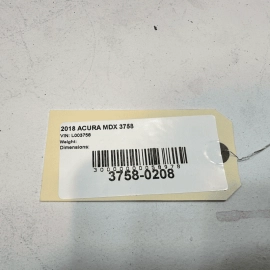 2018 ACURA MDX 3758
VIN: L003758
Weight:
Dimensions:
3758-0208